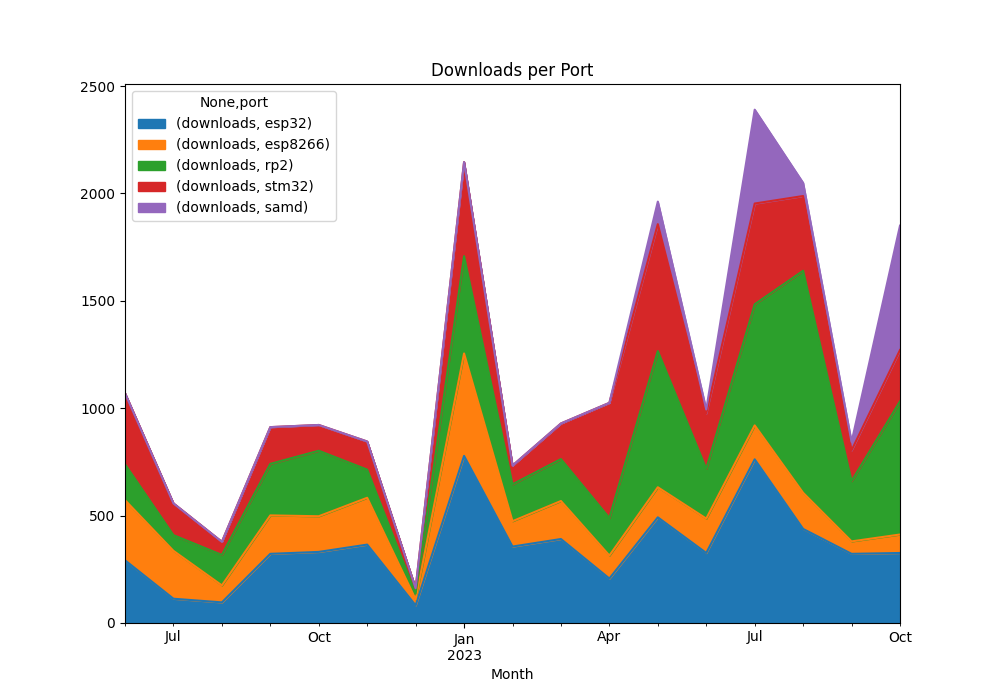 Downloads per Port
2500
2000
1500
1000
500
0
None,port
(downloads, esp32)
(downloads, esp8266)
(downloads, rp2)
(downloads, stm32)
(downloads, samd)
Jul
Oct
Jan
2023
Apr
Jul
Oct
Month